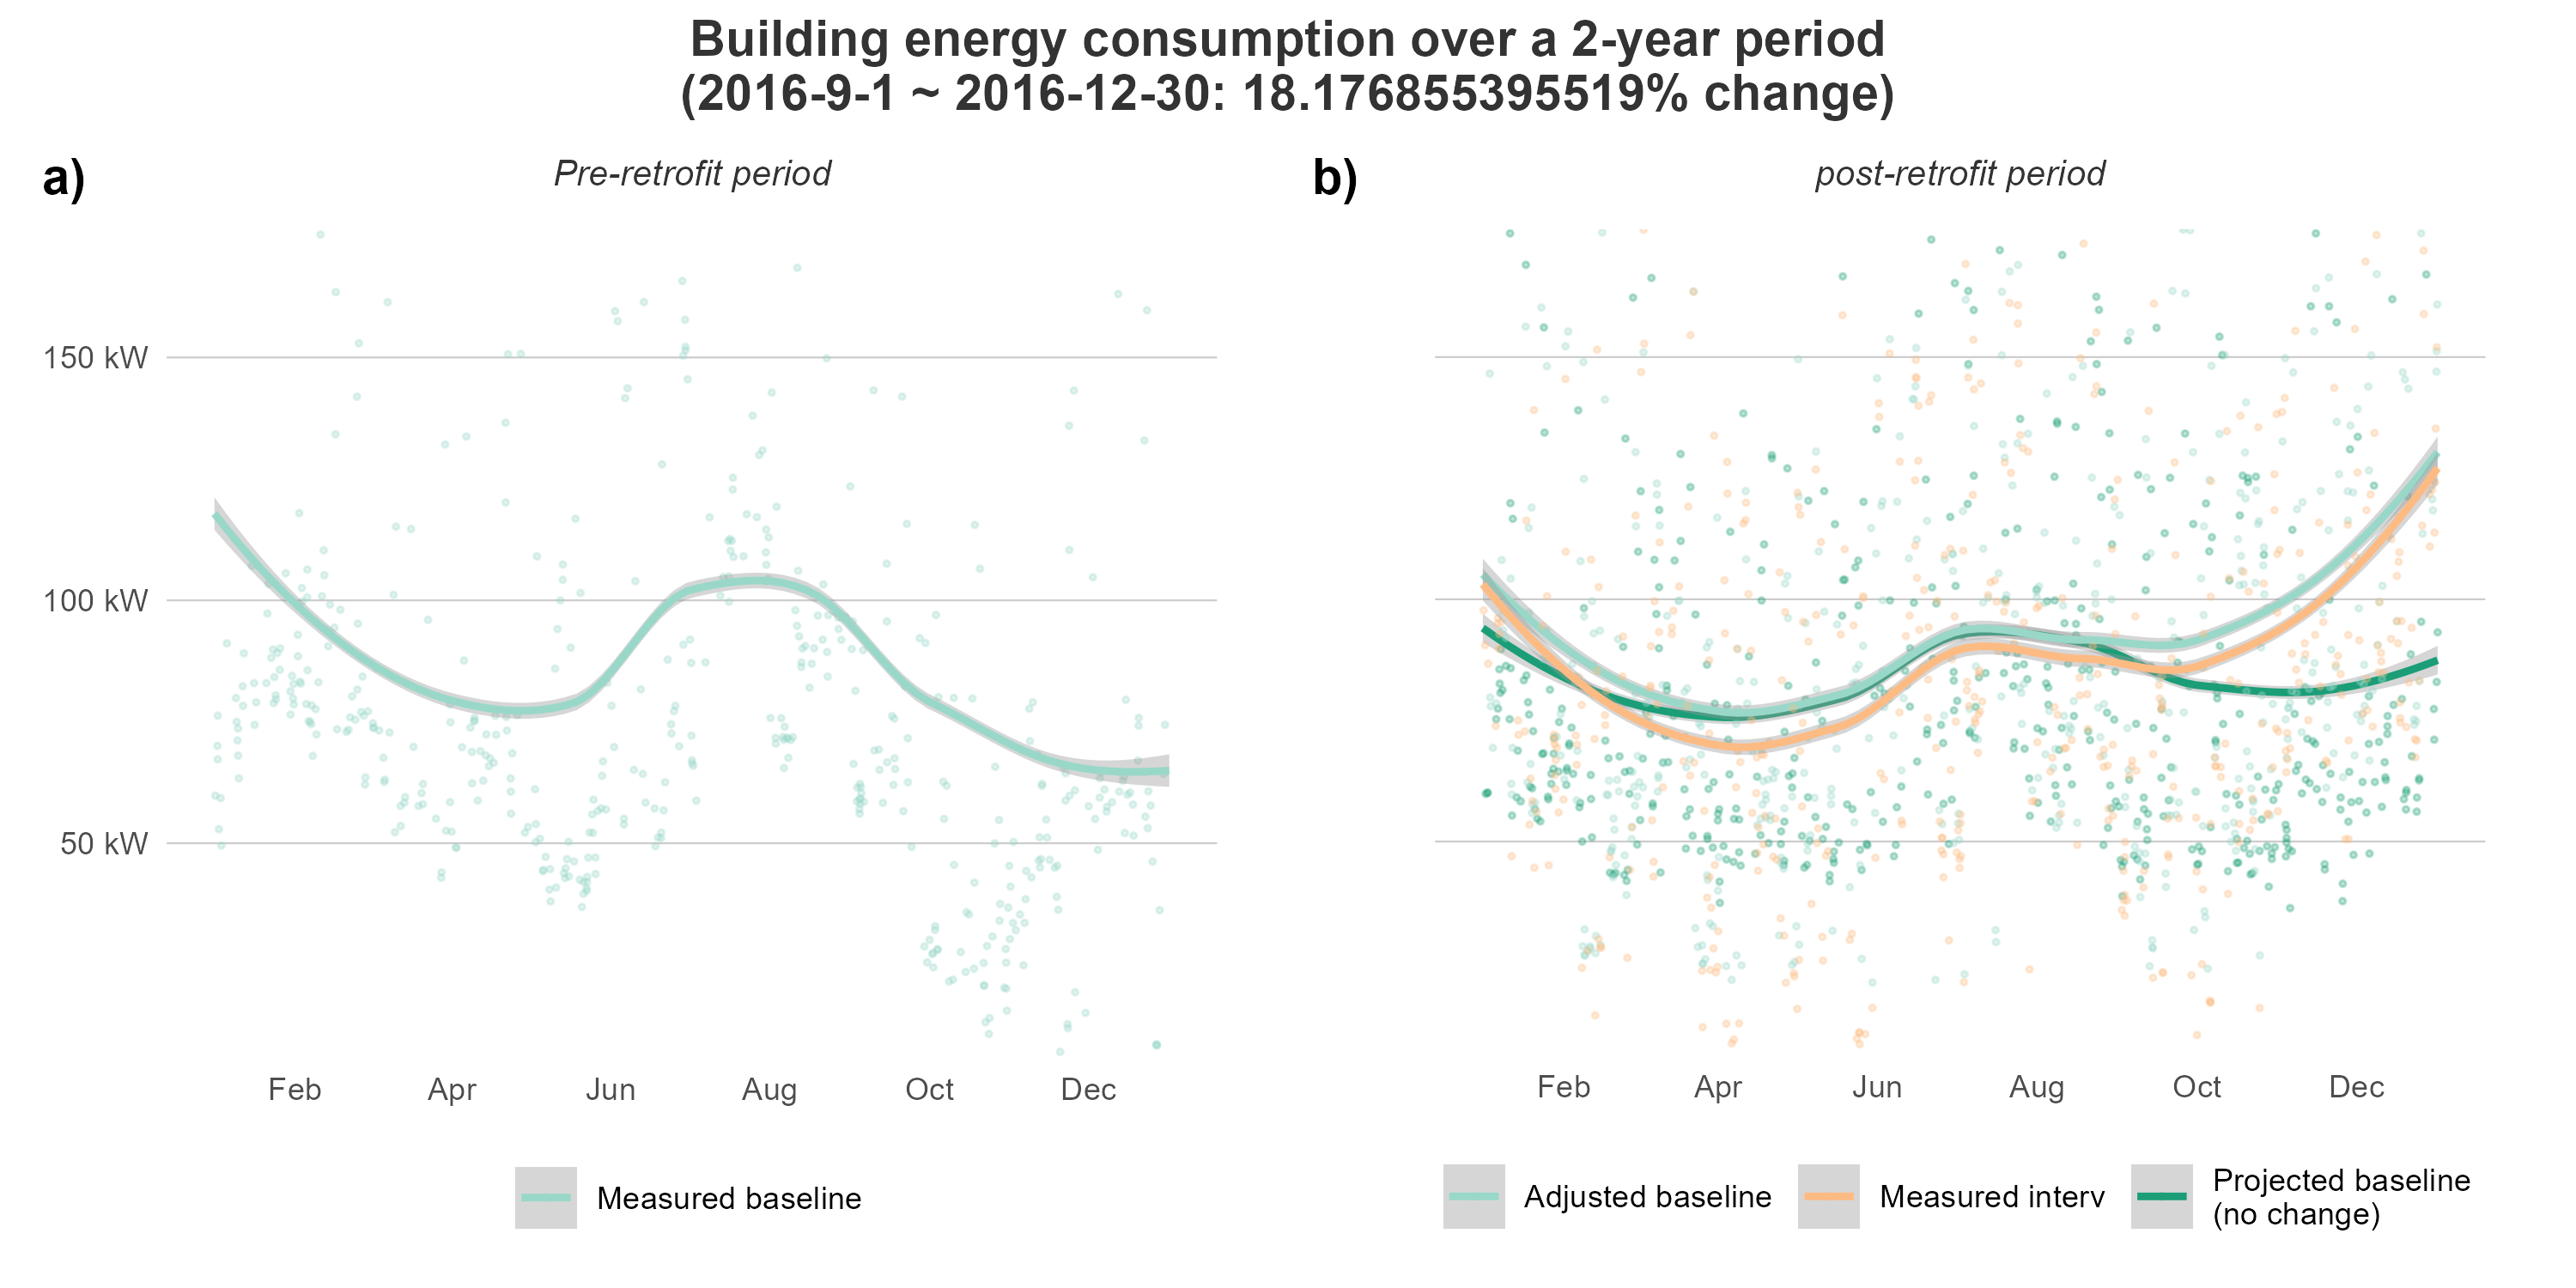 Building energy consumption over a 2-year period
(2016-9-1 ~ 2016-12-30: 18.176855395519% change)
a)
Pre-retrofit period
150 kW
100 kW
50 kW
Feb Apr Jun Aug Oct Dec
Measured baseline
b)
post-retrofit period
Feb Apr Jun Aug Oct Dec
Adjusted baseline
Measured interv
Projected baseline
(no change)